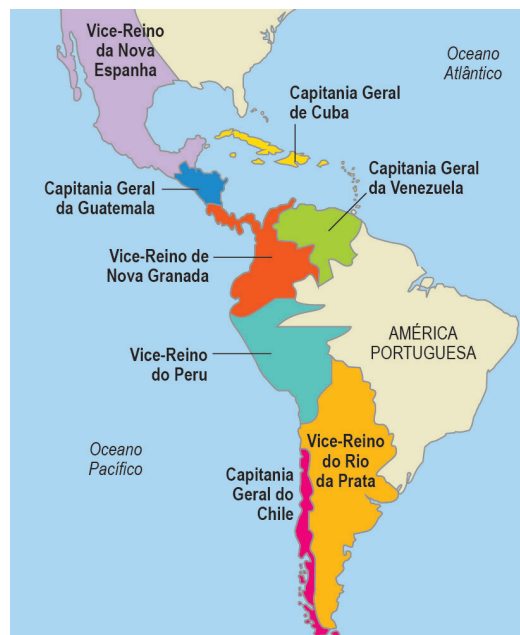 Vice-Reino
da Nova
Espanha
Oceano
Atlântico
Capitania Geral
de Cuba
Capitania Geral
da Venezuela
Capitania Geral
da Guatemala
Vice-Reino de
Nova Granada
AMÉRICA
PORTUGUESA
Vice-Reino
do Peru
Vice-Reino
do Rio
da Prata
Oceano
Pacífico
Capitania
Geral do
Chile